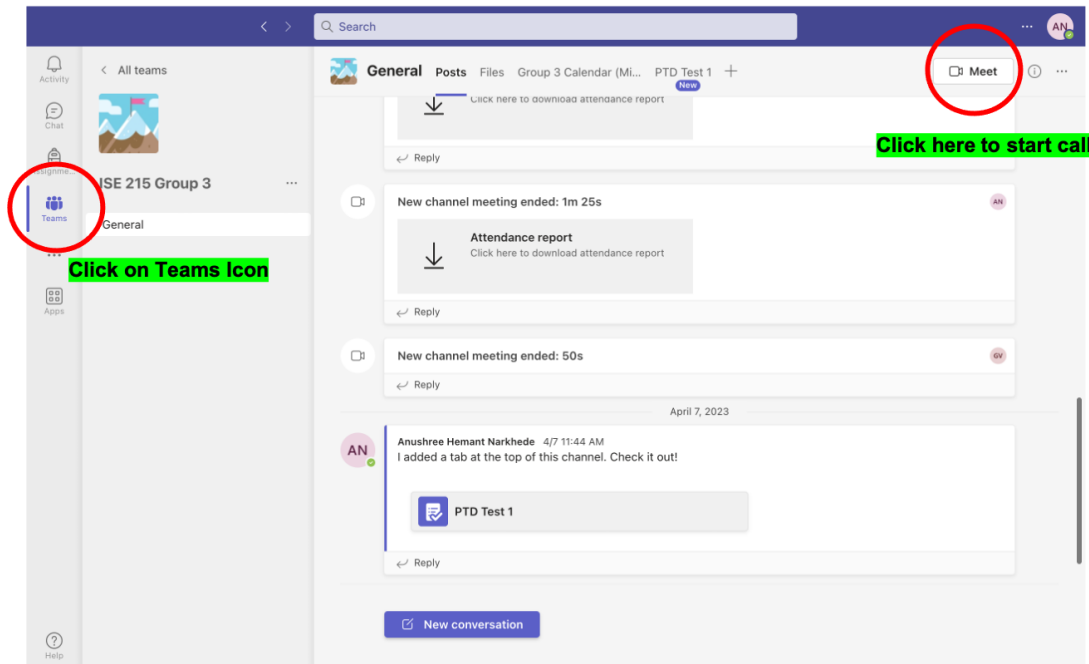 Search
AN
Activity
Chat
Teams
Apps
Help
All teams
ISE 215 Group 3
General
Click on Teams Icon
General Posts Files Group 3 Calendar (Mi... PTD Test 1
New
Meet
Click here to start call
Click here to download attendance report
Reply
New channel meeting ended: 1m 25s
AN
Attendance report
Click here to download attendance report
Reply
New channel meeting ended: 50s
GV
Reply
April 7, 2023
AN
Anushree Hemant Narkhede 4/7 11:44 AM
I added a tab at the top of this channel. Check it out!
PTD Test 1
Reply
New conversation